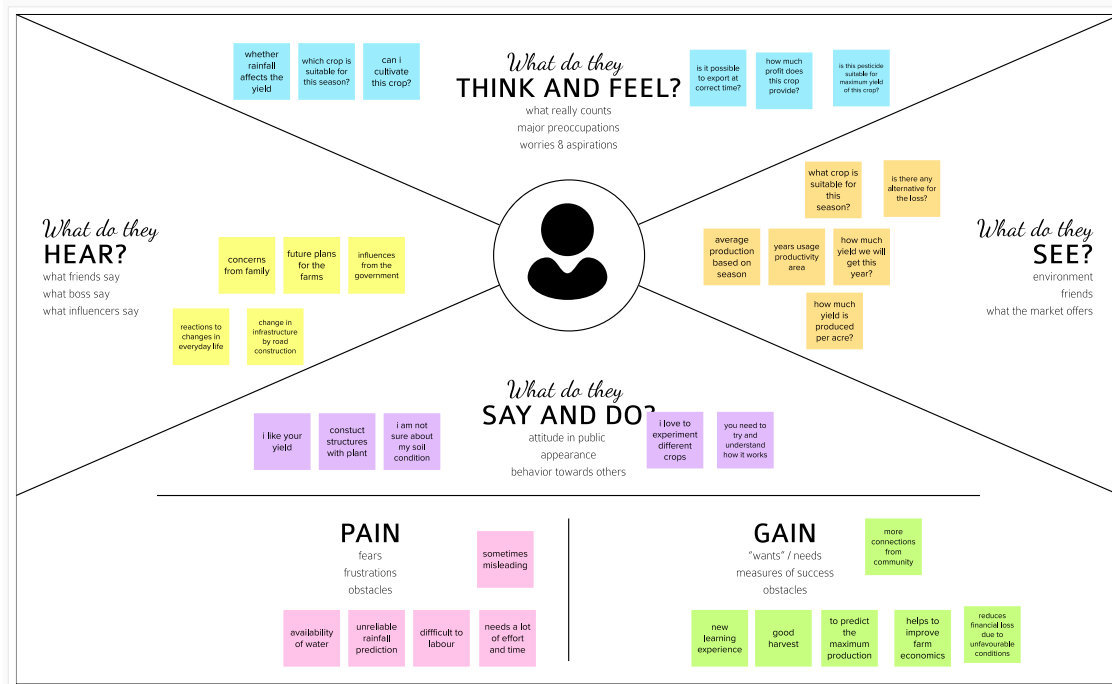 What do they
THINK AND FEEL?
what really counts
major preoccupations
worries & aspirations
whether
rainfall
affects the
yield
which crop is
suitable for
this season?
can i
cultivate
this crop?
is it possible
to export at
correct time?
how much
profit does
this crop
provide?
is this pesticide
suitable for
maximum yield
of this crop?
What do they
HEAR?
what friends say
what boss say
what influencers say
concerns
from family
future plans
for the
farms
influences
from the
government
reactions to
changes in
everyday life
change in
infrastructure
by road
construction
What do they
SEE?
environment
friends
what the market offers
what crop is
suitable for
this
season?
is there any
alternative for
the loss?
average
production
based on
season
years usage
productivity
area
how much
yield we will
get this
year?
how much
yield is
produced
per acre?
What do they
SAY AND DO?
attitude in public
appearance
behavior towards others
i like your
yield
constuct
structures
with plant
i am not
sure about
my soil
condition
i love to
experiment
different
crops
you need to
try and
understand
how it works
PAIN
fears
frustrations
obstacles
sometimes
misleading
availability
of water
unreliable
rainfall
prediction
diffficult to
labour
needs a lot
of effort
and time
GAIN
"wants" / needs
measures of success
obstacles
more
connections
from
community
new
learning
experience
good
harvest
to predict
the
maximum
production
helps to
improve
farm
economics
reduces
financial loss
due to
unfavourable
conditions